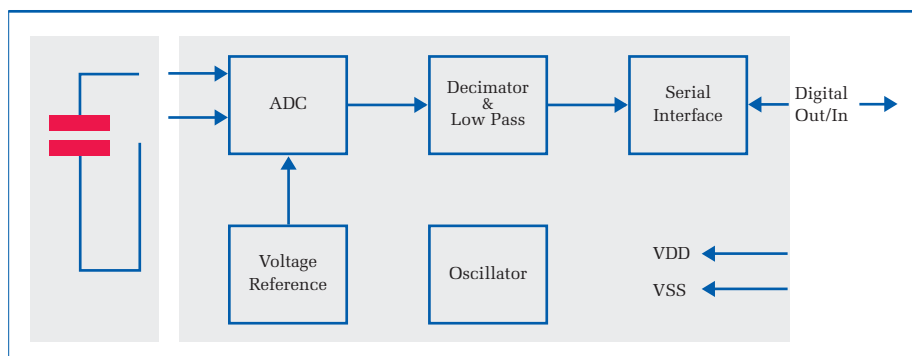 ADC
Decimator
&
Low Pass
Serial
Interface
Digital
Out/In
Voltage
Reference
Oscillator
VDD
VSS